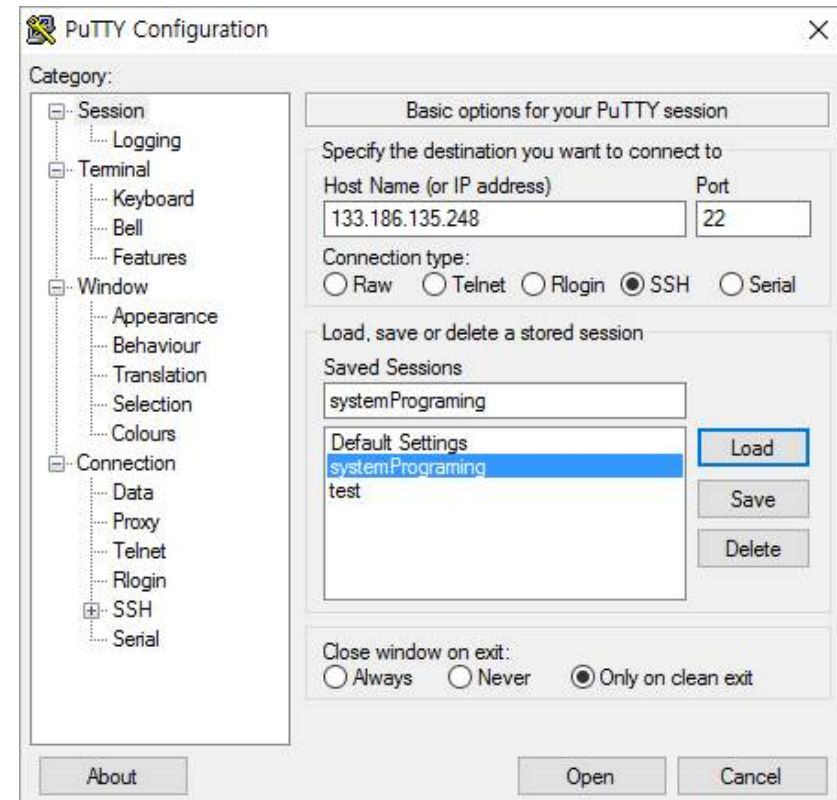 PuTTY Configuration
Category:
Session
Logging
Terminal
Keyboard
Bell
Features
Window
Appearance
Behaviour
Translation
Selection
Colours
Connection
Data
Proxy
Telnet
Rlogin
SSH
Serial
Basic options for your PuTTY session
Specify the destination you want to connect to
Host Name (or IP address) Port
133.186.135.248 22
Connection type:
Raw Telnet Rlogin SSH Serial
Load, save or delete a stored session
Saved Sessions
systemPrograming
Default Settings
systemPrograming
test
Load
Save
Delete
Close window on exit:
Always Never Only on clean exit
About Open Cancel